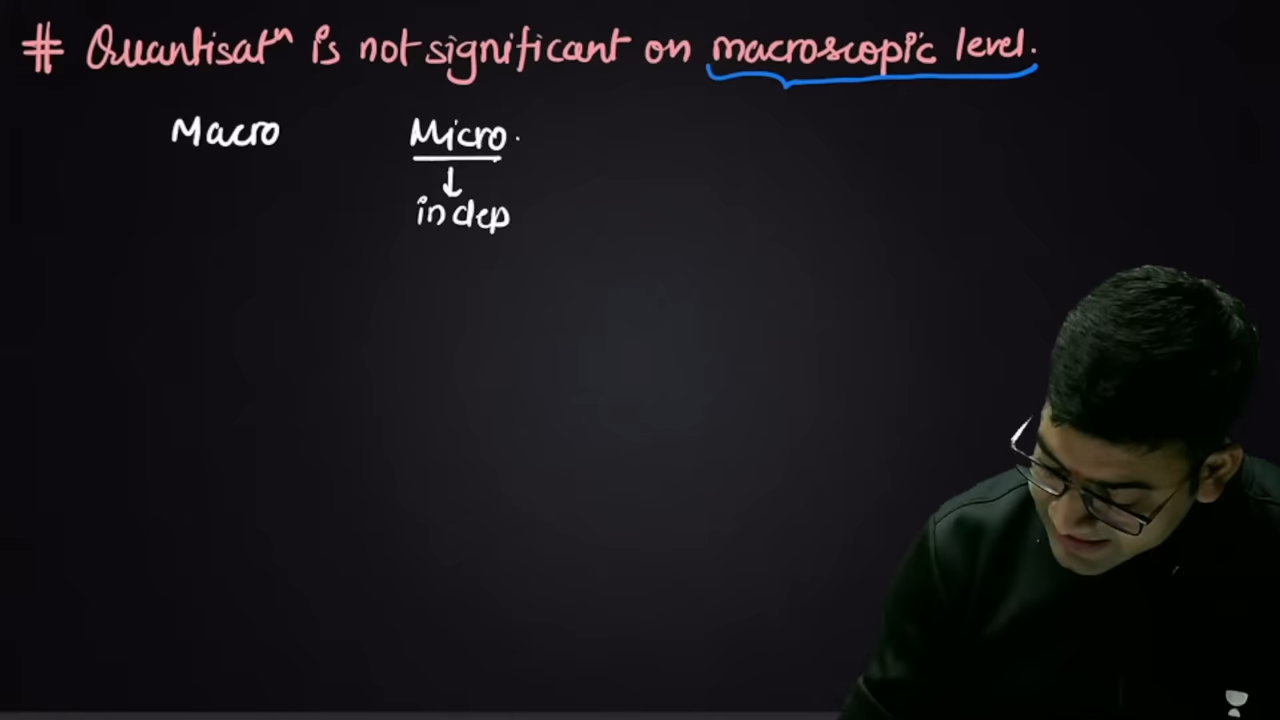 # Quantisatⁿ is not significant on macroscopic level.
Macro Micro.
↓
indep